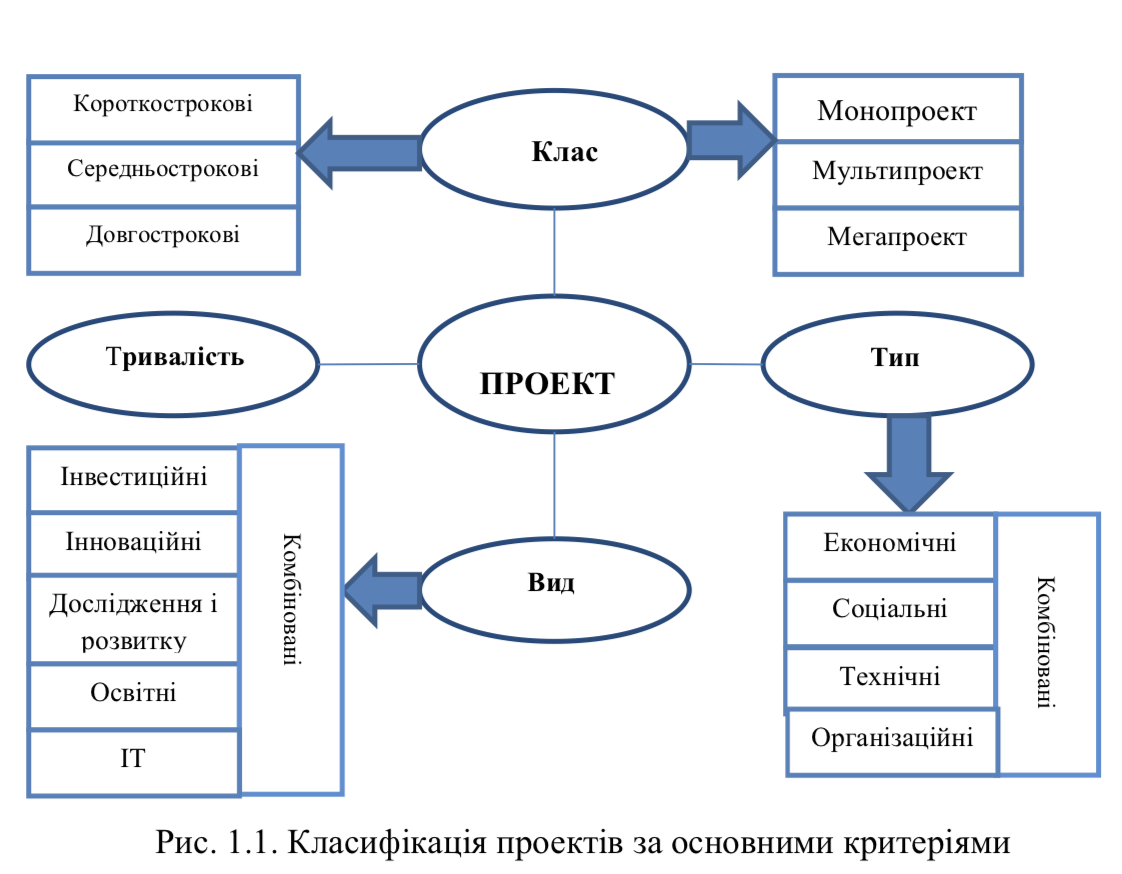 Короткострокові
Середньострокові
Довгострокові
Клас
Монопроект
Мультипроект
Мегапроект
Тривалість
ПРОЕКТ
Тип
Інвестиційні
Інноваційні
Дослідження і
розвитку
Освітні
ІТ
Комбіновані
Вид
Економічні
Соціальні
Технічні
Організаційні
Комбіновані
Рис. 1.1. Класифікація проектів за основними критеріями